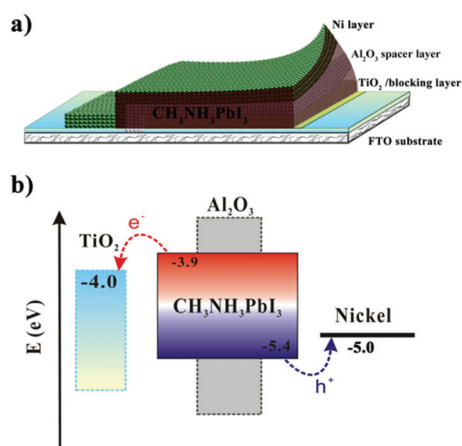 a)
Ni layer
Al₂O₃ spacer layer
TiO₂ /blocking layer
CH₃NH₃PbI₃
FTO substrate
b)
E (eV)
Al₂O₃
TiO₂
e⁻
-4.0
-3.9
CH₃NH₃PbI₃
-5.4
Nickel
-5.0
h⁺